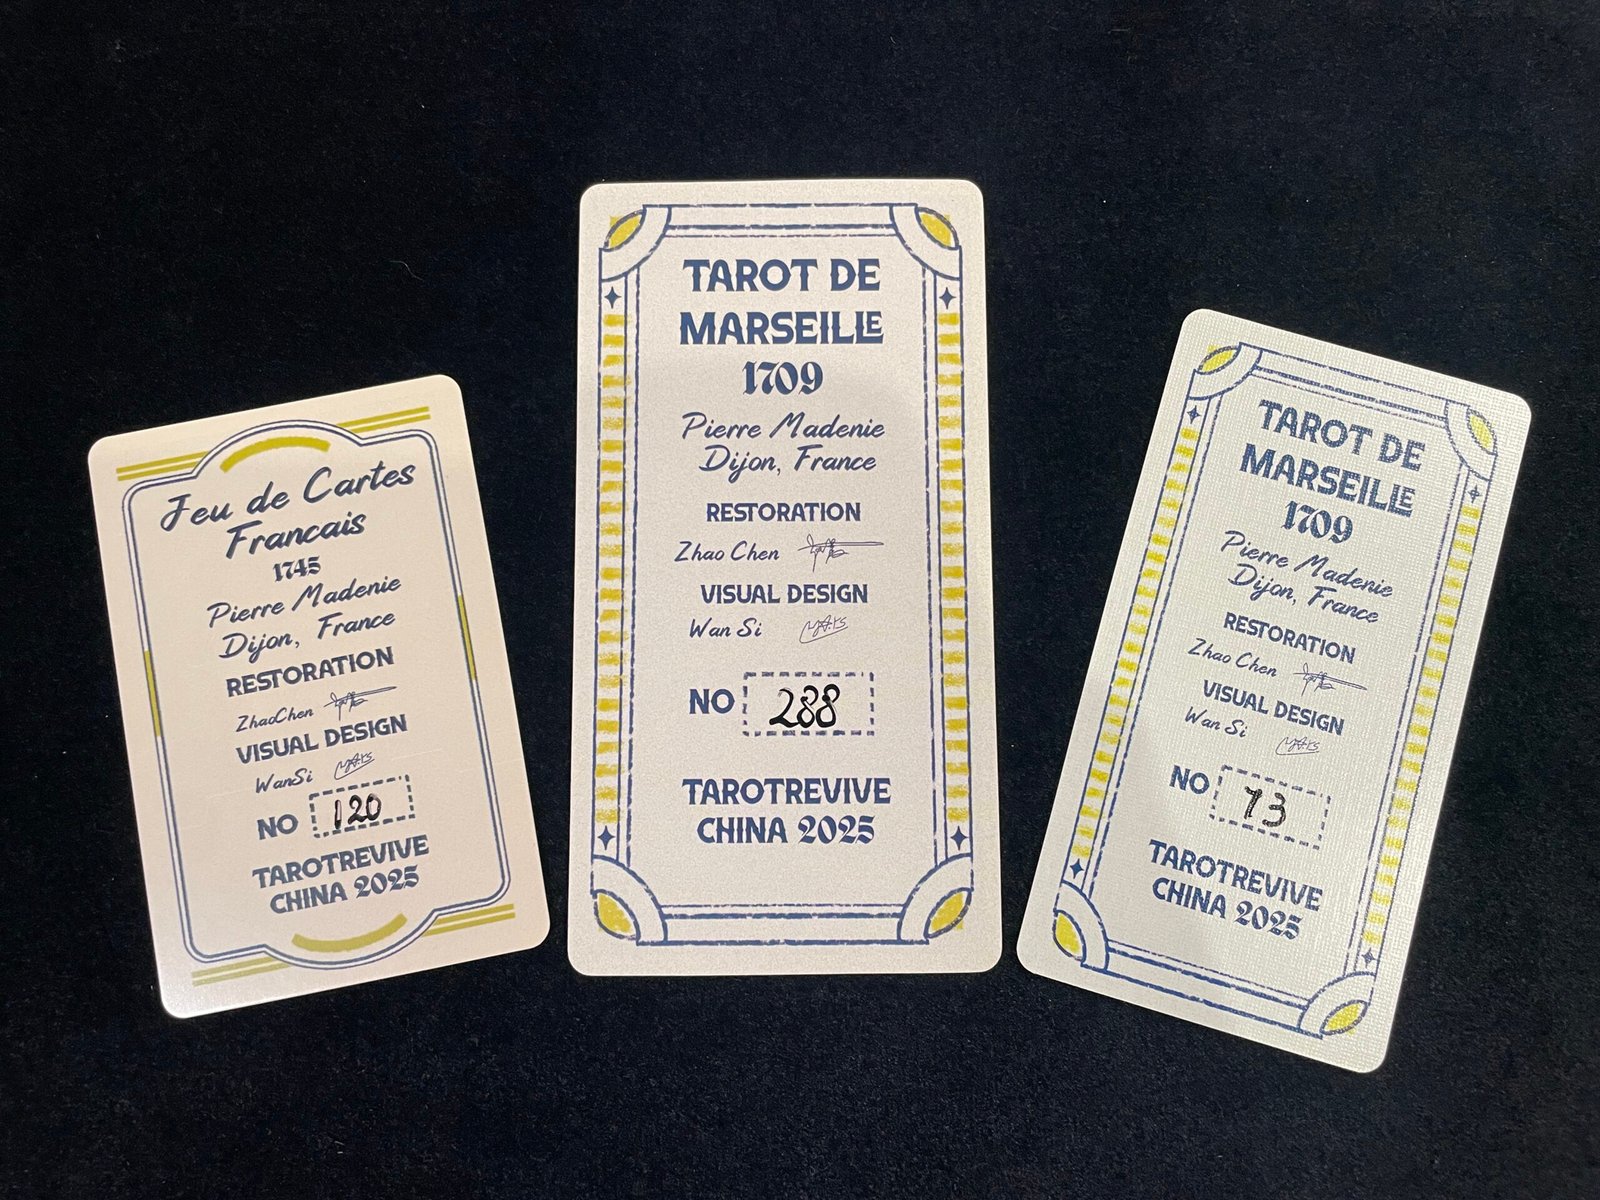 Jeu de Cartes
Francais
1745
Pierre Madenie
Dijon, France
RESTORATION
ZhaoChen
VISUAL DESIGN
WanSi
NO 120
TAROTREVIVE
CHINA 2025
TAROT DE
MARSEILLE
1709
Pierre Madenie
Dijon, France
RESTORATION
Zhao Chen
VISUAL DESIGN
Wan Si
NO 288
TAROTREVIVE
CHINA 2025
TAROT DE
MARSEILLE
1709
Pierre Madenie
Dijon, France
RESTORATION
Zhao Chen
VISUAL DESIGN
Wan Si
NO 73
TAROTREVIVE
CHINA 2025